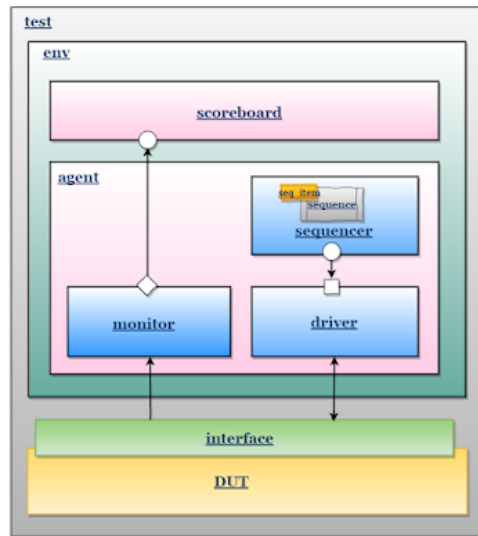 test
env
scoreboard
agent
seq_item
sequence
sequencer
monitor
driver
interface
DUT